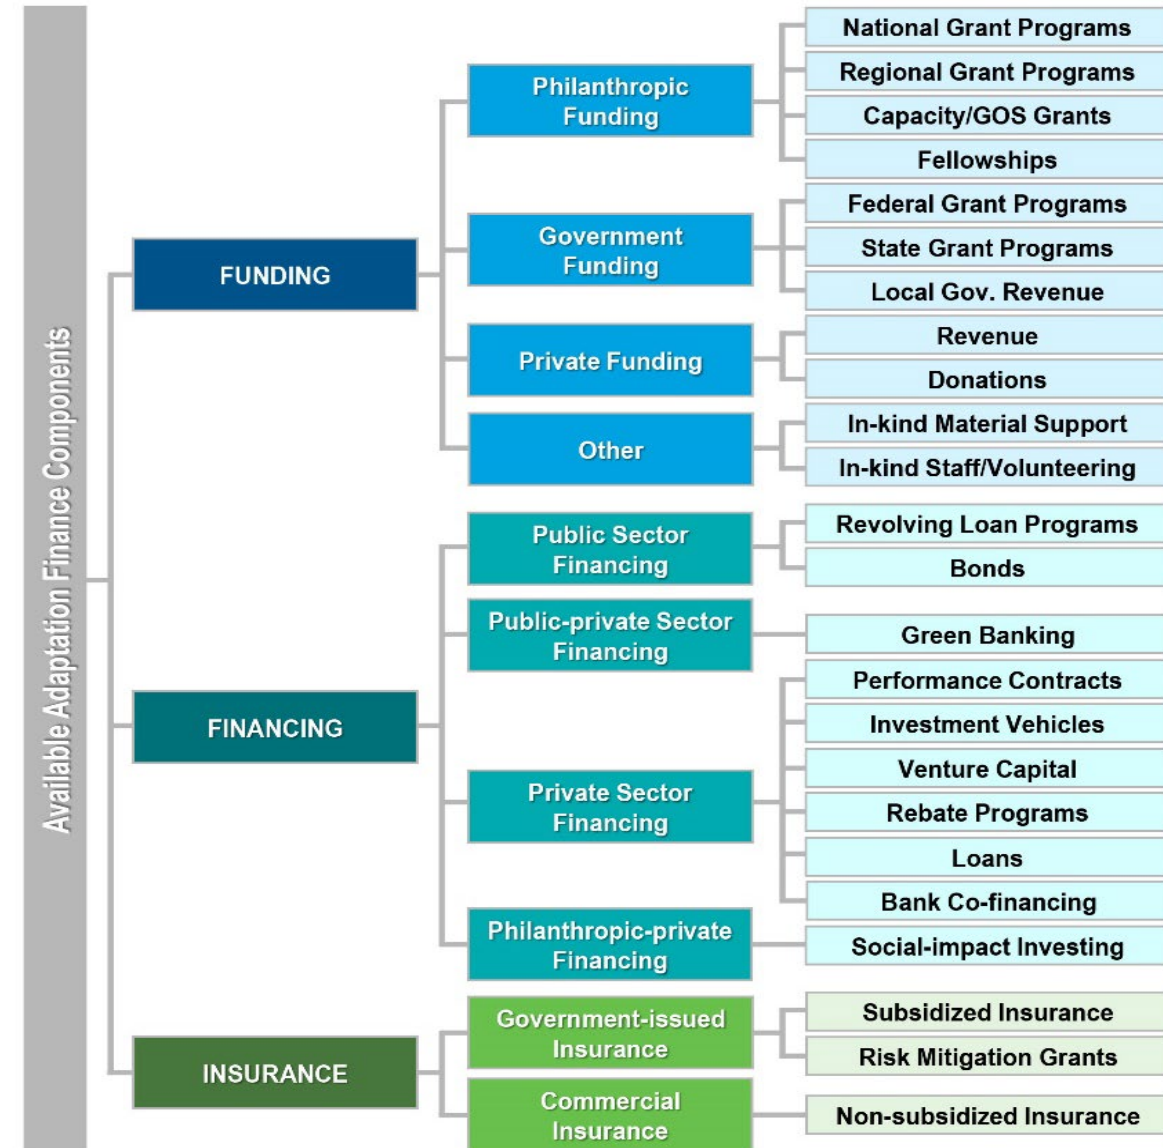 Available Adaptation Finance Components
FUNDING
Philanthropic
Funding
National Grant Programs
Regional Grant Programs
Capacity/GOS Grants
Fellowships
Government
Funding
Federal Grant Programs
State Grant Programs
Local Gov. Revenue
Private Funding
Revenue
Donations
Other
In-kind Material Support
In-kind Staff/Volunteering
FINANCING
Public Sector
Financing
Revolving Loan Programs
Bonds
Public-private Sector
Financing
Green Banking
Private Sector
Financing
Performance Contracts
Investment Vehicles
Venture Capital
Rebate Programs
Loans
Bank Co-financing
Philanthropic-private
Financing
Social-impact Investing
INSURANCE
Government-issued
Insurance
Subsidized Insurance
Risk Mitigation Grants
Commercial
Insurance
Non-subsidized Insurance